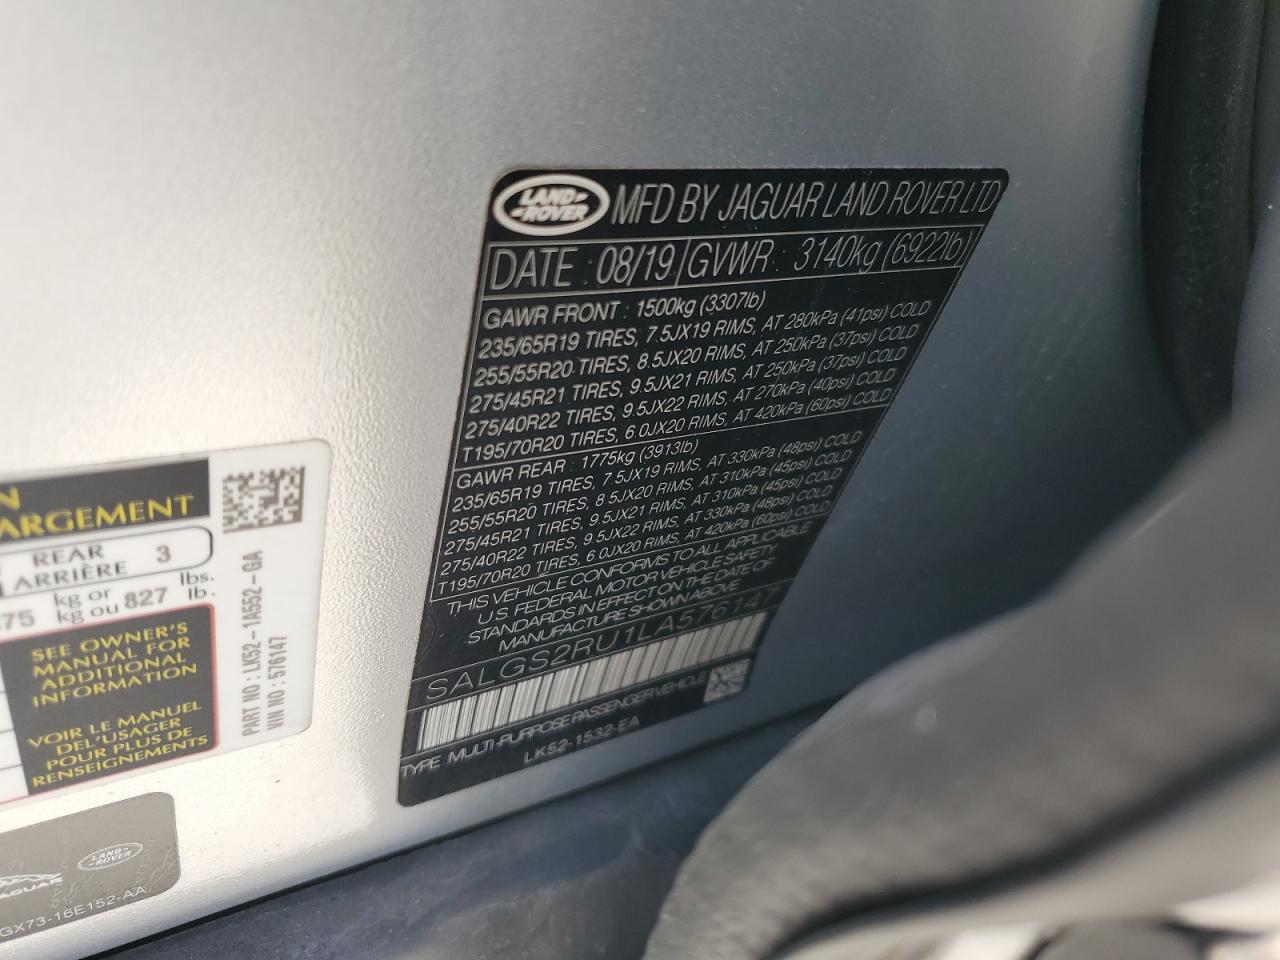 LAND-
-ROVER
MFD BY JAGUAR LAND ROVER LTD
DATE : 08/19 GVWR : 3140kg (6922lb)
GAWR FRONT : 1500kg (3307lb)
235/65R19 TIRES, 7.5JX19 RIMS, AT 280kPa (41psi) COLD
255/55R20 TIRES, 8.5JX20 RIMS, AT 250kPa (37psi) COLD
275/45R21 TIRES, 9.5JX21 RIMS, AT 250kPa (37psi) COLD
275/40R22 TIRES, 9.5JX22 RIMS, AT 270kPa (40psi) COLD
T195/70R20 TIRES, 6.0JX20 RIMS, AT 420kPa (60psi) COLD
GAWR REAR : 1775kg (3913lb)
235/65R19 TIRES, 7.5JX19 RIMS, AT 330kPa (48psi) COLD
255/55R20 TIRES, 8.5JX20 RIMS, AT 310kPa (45psi) COLD
275/45R21 TIRES, 9.5JX21 RIMS, AT 310kPa (45psi) COLD
275/40R22 TIRES, 9.5JX22 RIMS, AT 330kPa (48psi) COLD
T195/70R20 TIRES, 6.0JX20 RIMS, AT 420kPa (60psi) COLD
THIS VEHICLE CONFORMS TO ALL APPLICABLE
U.S. FEDERAL MOTOR VEHICLE SAFETY
STANDARDS IN EFFECT ON THE DATE OF
MANUFACTURE SHOWN ABOVE
SALGS2RU1LA576147
TYPE MULTI-PURPOSE PASSENGER VEHICLE
LK52-1532-EA
N
ARGEMENT
REAR
ARRIÈRE 3
75 kg or
kg ou 827 lbs.
lb.
SEE OWNER'S
MANUAL FOR
ADDITIONAL
INFORMATION
VOIR LE MANUEL
DEL'USAGER
POUR PLUS DE
RENSEIGNEMENTS
PART NO : LK52-1A552-GA
VIN NO : 576147
LAND-
-ROVER
JAGUAR
GX73-16E152-AA